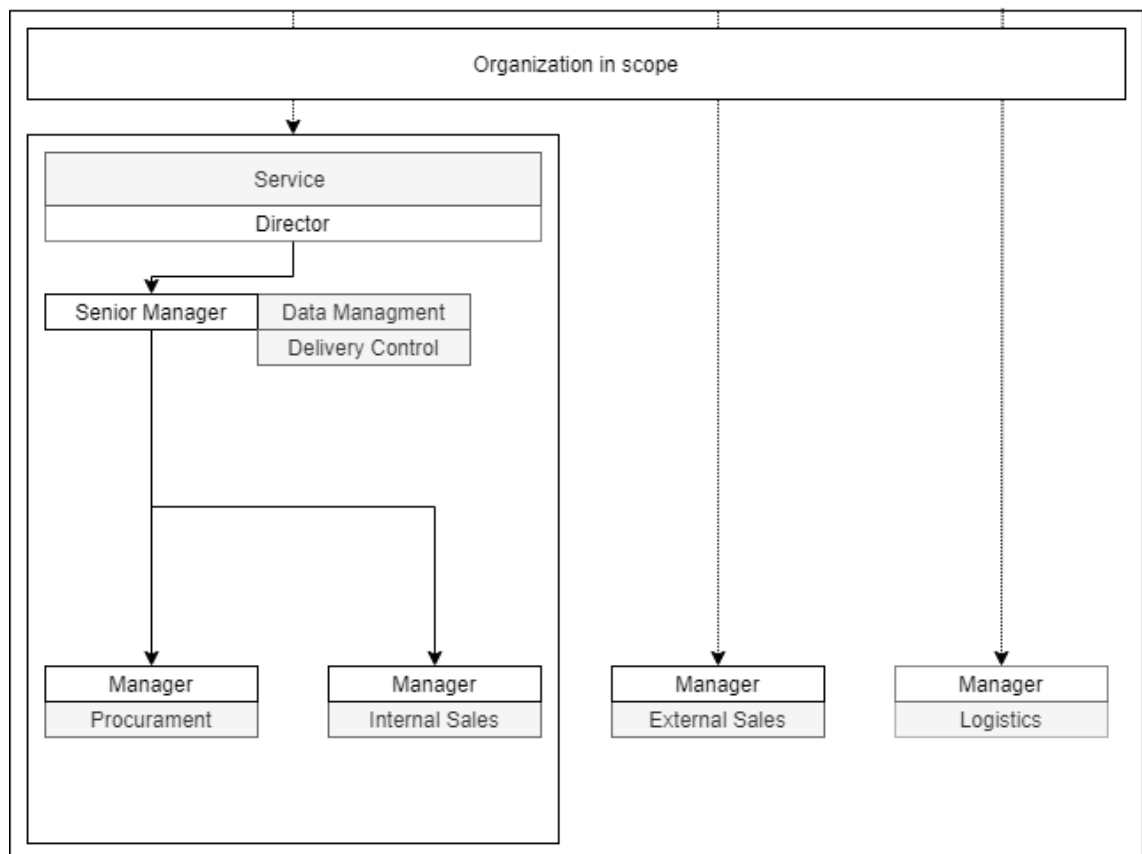 Organization in scope
Service
Director
Senior Manager
Data Managment
Delivery Control
Manager
Procurament
Manager
Internal Sales
Manager
External Sales
Manager
Logistics